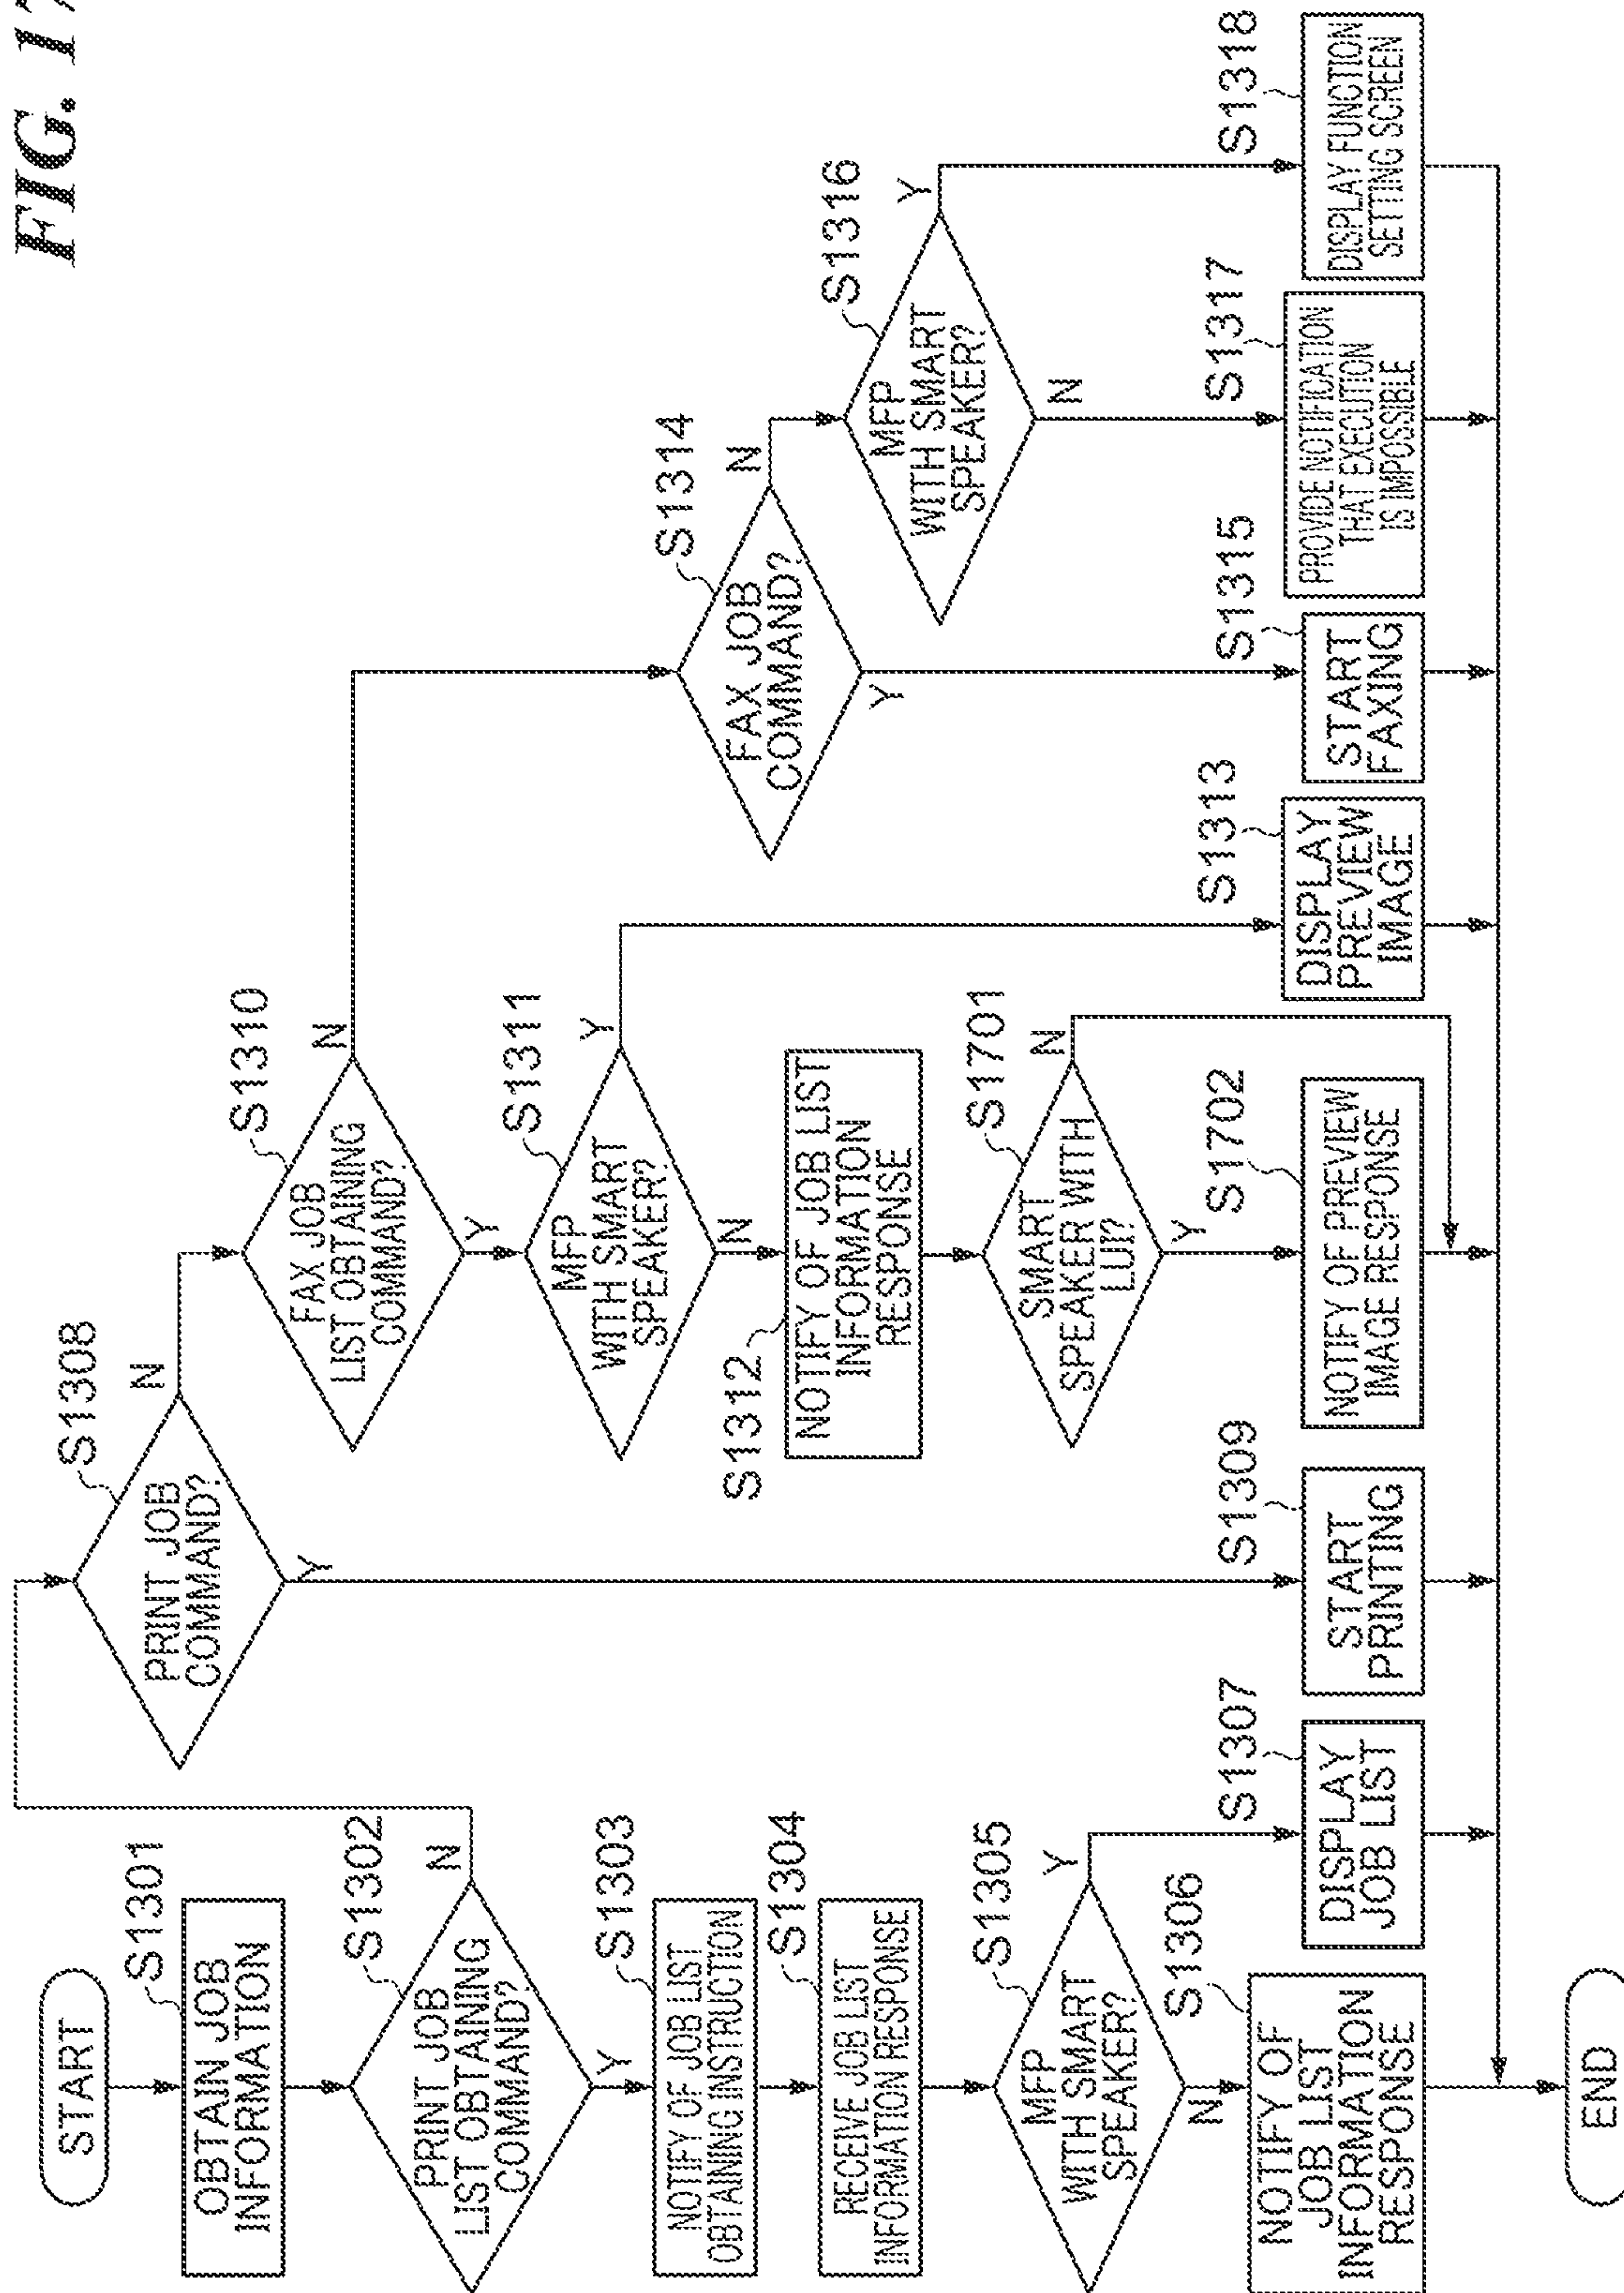 FIG. 17
START
S1301
OBTAIN JOB
INFORMATION
S1302
PRINT JOB
LIST OBTAINING
COMMAND?
N
Y
S1303
NOTIFY OF JOB LIST
OBTAINING INSTRUCTION
S1304
RECEIVE JOB LIST
INFORMATION RESPONSE
S1305
MFP
WITH SMART
SPEAKER?
Y
N
S1306
NOTIFY OF
JOB LIST
INFORMATION
RESPONSE
S1307
DISPLAY
JOB LIST
S1308
PRINT JOB
COMMAND?
N
Y
S1309
START
PRINTING
S1310
FAX JOB
LIST OBTAINING
COMMAND?
N
Y
S1311
MFP
WITH SMART
SPEAKER?
Y
N
S1312
NOTIFY OF JOB LIST
INFORMATION
RESPONSE
S1701
SMART
SPEAKER WITH
LUI?
N
Y
S1702
NOTIFY OF PREVIEW
IMAGE RESPONSE
S1313
DISPLAY
PREVIEW
IMAGE
S1314
FAX JOB
COMMAND?
N
Y
S1315
START
FAXING
S1316
MFP
WITH SMART
SPEAKER?
Y
N
S1317
PROVIDE NOTIFICATION
THAT EXECUTION
IS IMPOSSIBLE
S1318
DISPLAY FUNCTION
SETTING SCREEN
END